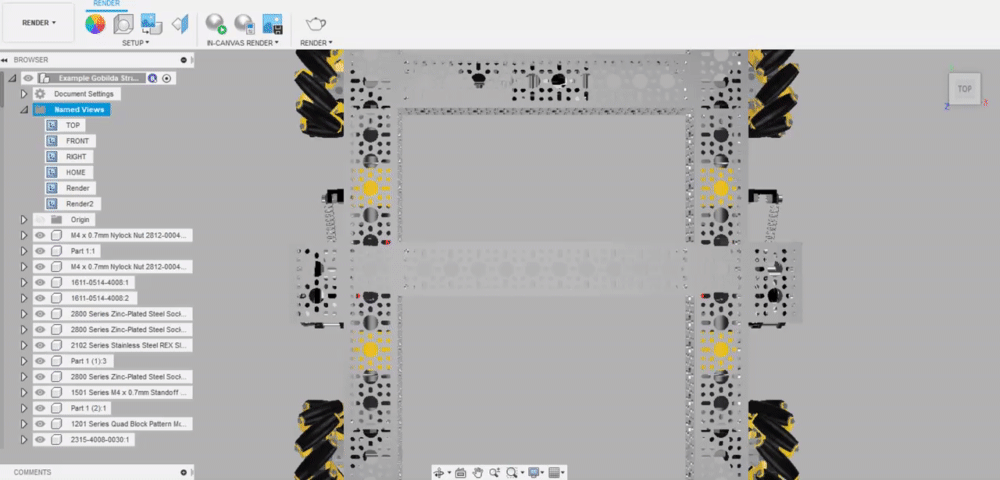 RENDER
RENDER ▾
SETUP ▾
IN-CANVAS RENDER ▾
RENDER ▾
BROWSER
Example Gobilda Stru...
Document Settings
Named Views
TOP
FRONT
RIGHT
HOME
Render
Render2
Origin
M4 x 0.7mm Nylock Nut 2812-0004...
Part 1:1
M4 x 0.7mm Nylock Nut 2812-0004...
1611-0514-4008:1
1611-0514-4008:2
2800 Series Zinc-Plated Steel Sock...
2800 Series Zinc-Plated Steel Sock...
2102 Series Stainless Steel REX Sl...
Part 1 (1):3
2800 Series Zinc-Plated Steel Sock...
1501 Series M4 x 0.7mm Standoff ...
Part 1 (2):1
1201 Series Quad Block Pattern Mo...
2315-4008-0030:1
COMMENTS
TOP
Z